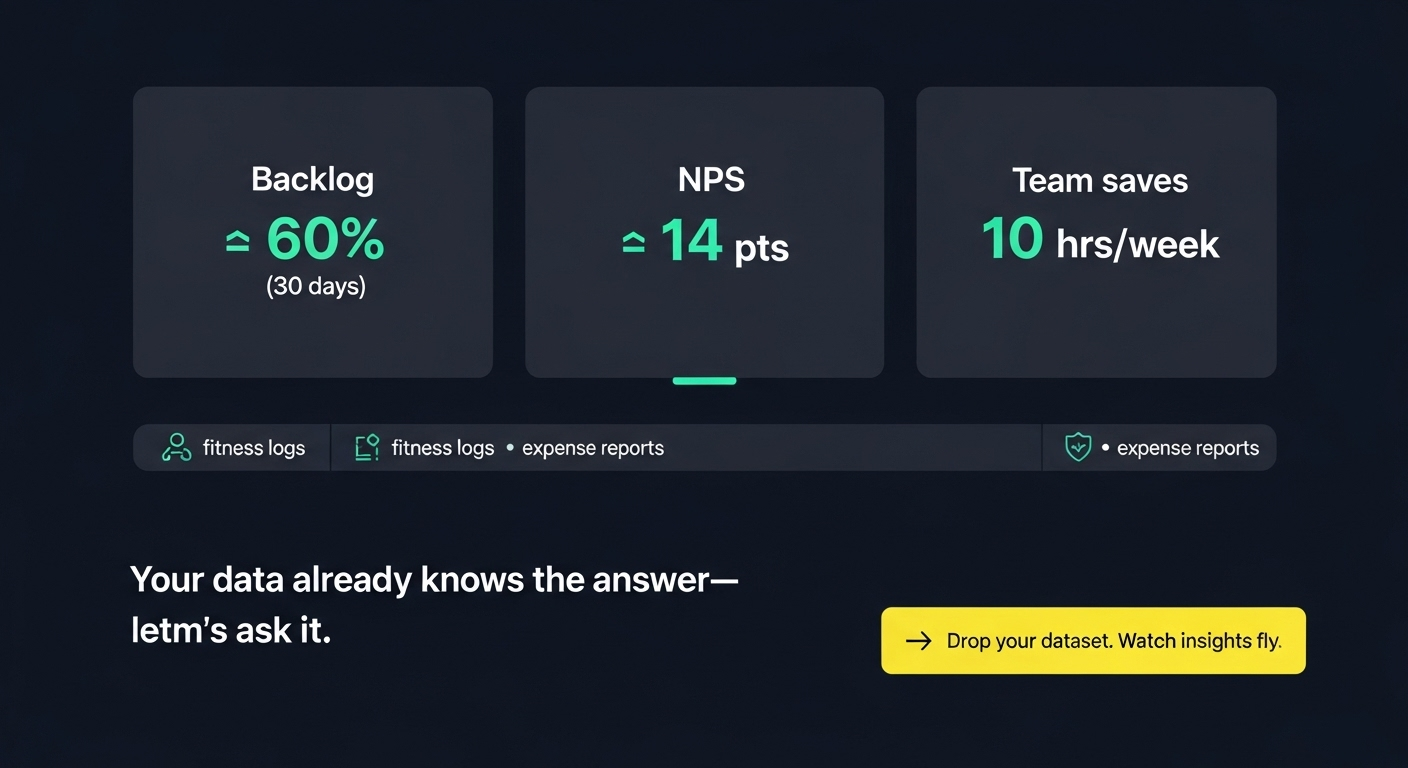 Backlog
≏ 60%
(30 days)
NPS
≏ 14 pts
Team saves
10 hrs/week
fitness logs
fitness logs • expense reports
• expense reports
Your data already knows the answer—
letm's ask it.
→ Drop your dataset. Watch insights fly.